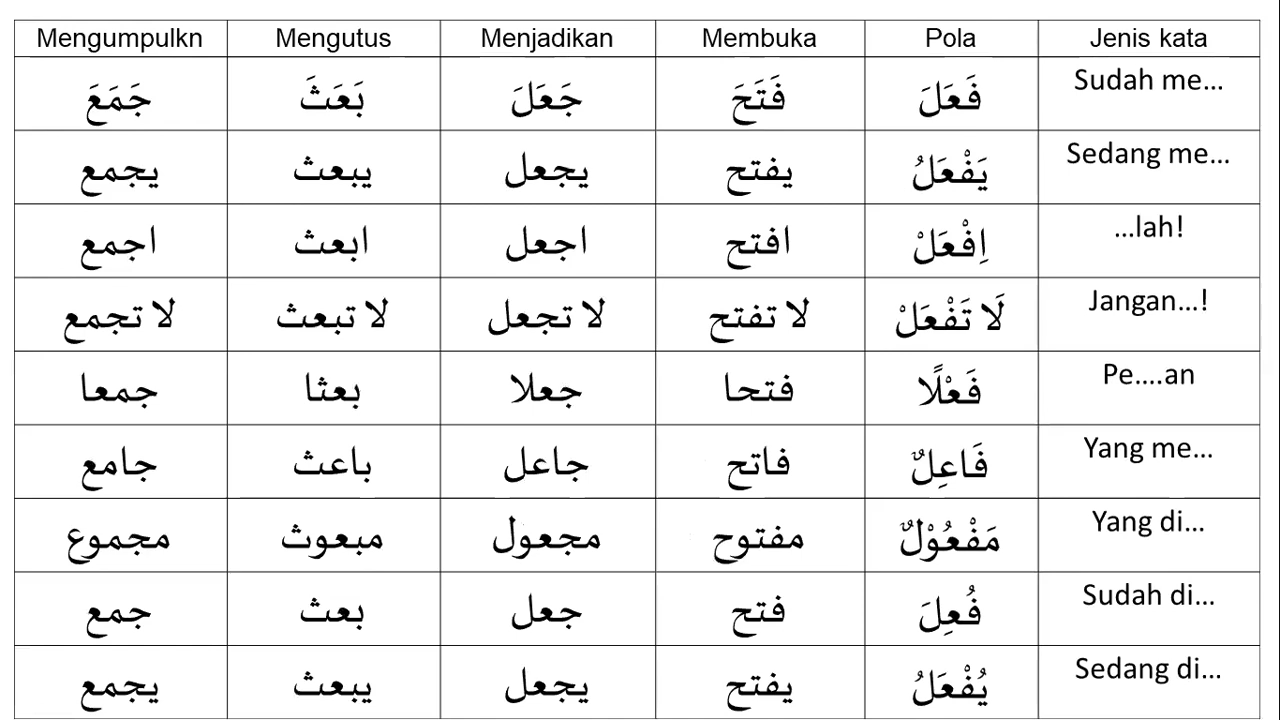 Mengumpulkn Mengutus Menjadikan Membuka Pola Jenis kata
جَمَعَ بَعَثَ جَعَلَ فَتَحَ فَعَلَ Sudah me...
يجمع يبعث يجعل يفتح يَفْعَلُ Sedang me...
اجمع ابعث اجعل افتح اِفْعَلْ ...lah!
لا تجمع لا تبعث لا تجعل لا تفتح لَا تَفْعَلْ Jangan...!
جمعا بعثا جعلا فتحا فَعْلًا Pe....an
جامع باعث جاعل فاتح فَاعِلٌ Yang me...
مجموع مبعوث مجعول مفتوح مَفْعُوْلٌ Yang di...
جمع بعث جعل فتح فُعِلَ Sudah di...
يجمع يبعث يجعل يفتح يُفْعَلُ Sedang di...